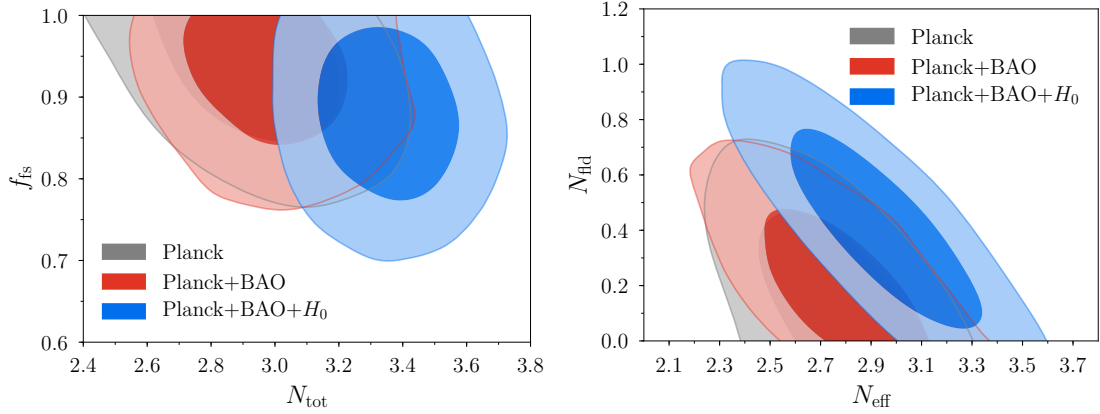 1.0
0.9
0.8
0.7
0.6
f_fs
Planck
Planck+BAO
Planck+BAO+H_0
2.4 2.6 2.8 3.0 3.2 3.4 3.6 3.8
N_tot
1.2
1.0
0.8
0.6
0.4
0.2
0.0
N_fld
Planck
Planck+BAO
Planck+BAO+H_0
2.1 2.5 2.7 2.9 3.1 3.3 3.5 3.7
N_eff